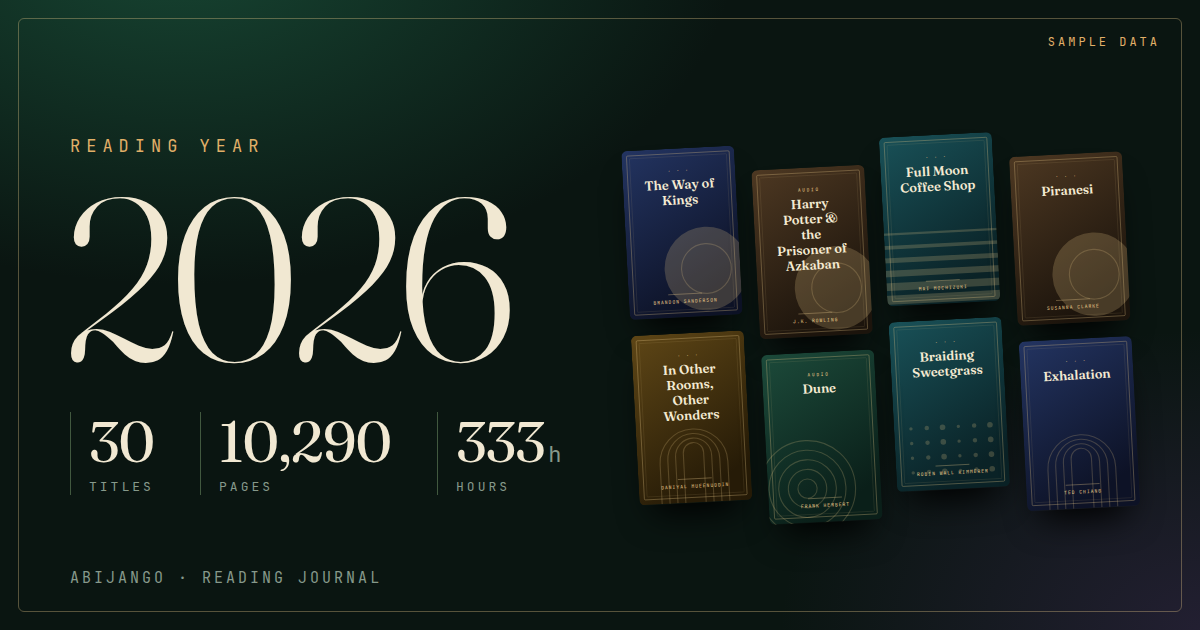 SAMPLE DATA
READING YEAR
2026
30
TITLES
10,290
PAGES
333h
HOURS
ABIJANGO · READING JOURNAL
The Way of
Kings
BRANDON SANDERSON
AUDIO
Harry
Potter &
the
Prisoner of
Azkaban
J.K. ROWLING
Full Moon
Coffee Shop
MAI MOCHIZUKI
Piranesi
SUSANNA CLARKE
In Other
Rooms,
Other
Wonders
DANIYAL MUEENUDDIN
AUDIO
Dune
FRANK HERBERT
Braiding
Sweetgrass
ROBIN WALL KIMMERER
Exhalation
TED CHIANG